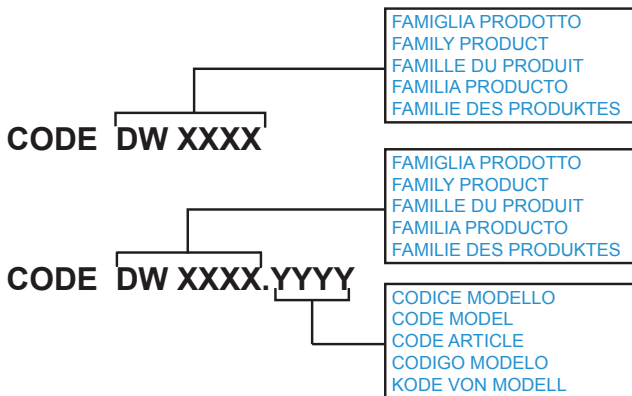 FAMIGLIA PRODOTTO
FAMILY PRODUCT
FAMILLE DU PRODUIT
FAMILIA PRODUCTO
FAMILIE DES PRODUKTES
CODE DW XXXX
FAMIGLIA PRODOTTO
FAMILY PRODUCT
FAMILLE DU PRODUIT
FAMILIA PRODUCTO
FAMILIE DES PRODUKTES
CODE DW XXXX.YYYY
CODICE MODELLO
CODE MODEL
CODE ARTICLE
CODIGO MODELO
KODE VON MODELL